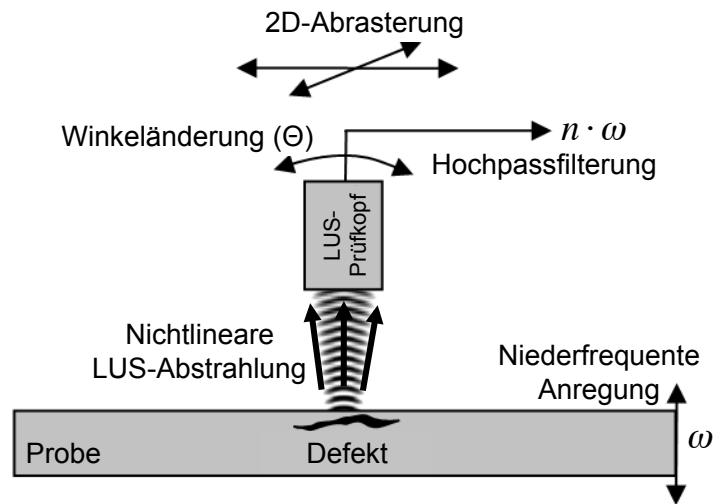 2D-Abrasterung
Winkeländerung (Θ)
n · ω
Hochpassfilterung
LUS-
Prüfkopf
Nichtlineare
LUS-Abstrahlung
Niederfrequente
Anregung
ω
Probe
Defekt